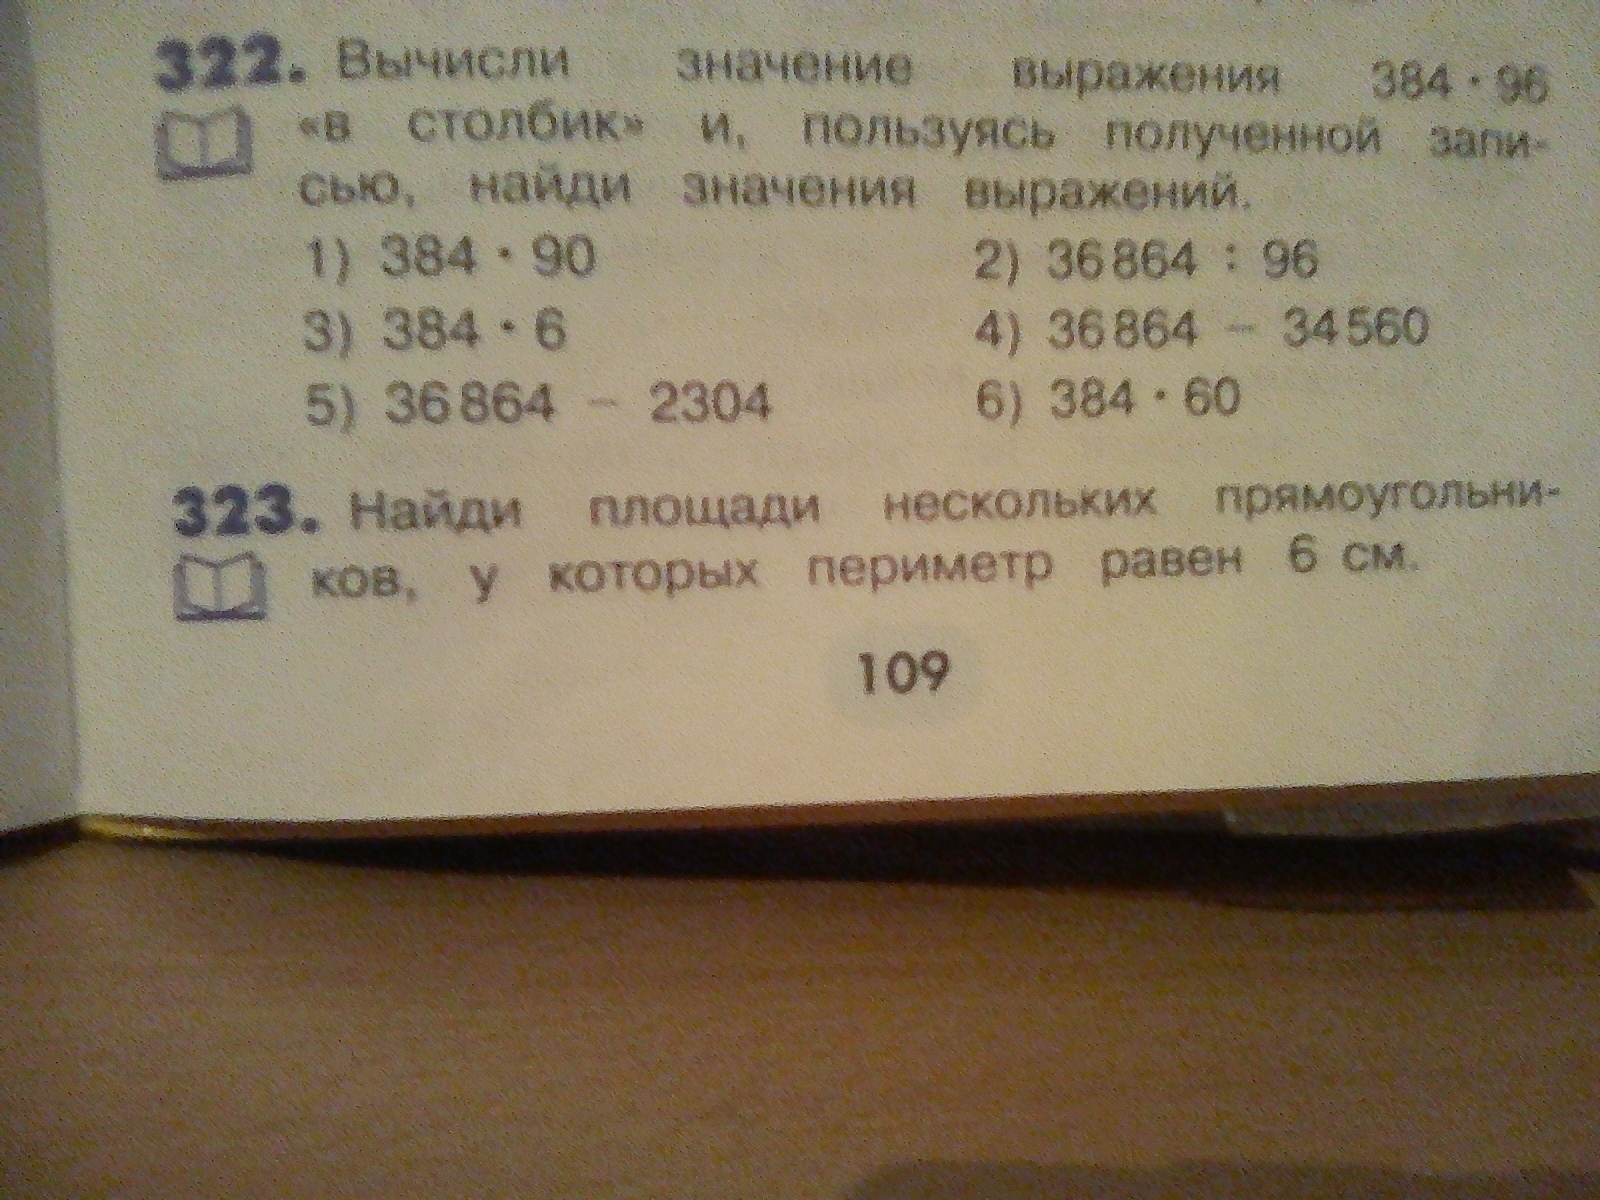 322. Вычисли значение выражения 384 · 96
«в столбик» и, пользуясь полученной запи-
сью, найди значения выражений.
1) 384 · 90 2) 36 864 : 96
3) 384 · 6 4) 36 864 – 34 560
5) 36 864 – 2304 6) 384 · 60
323. Найди площади нескольких прямоугольни-
ков, у которых периметр равен 6 см.
109